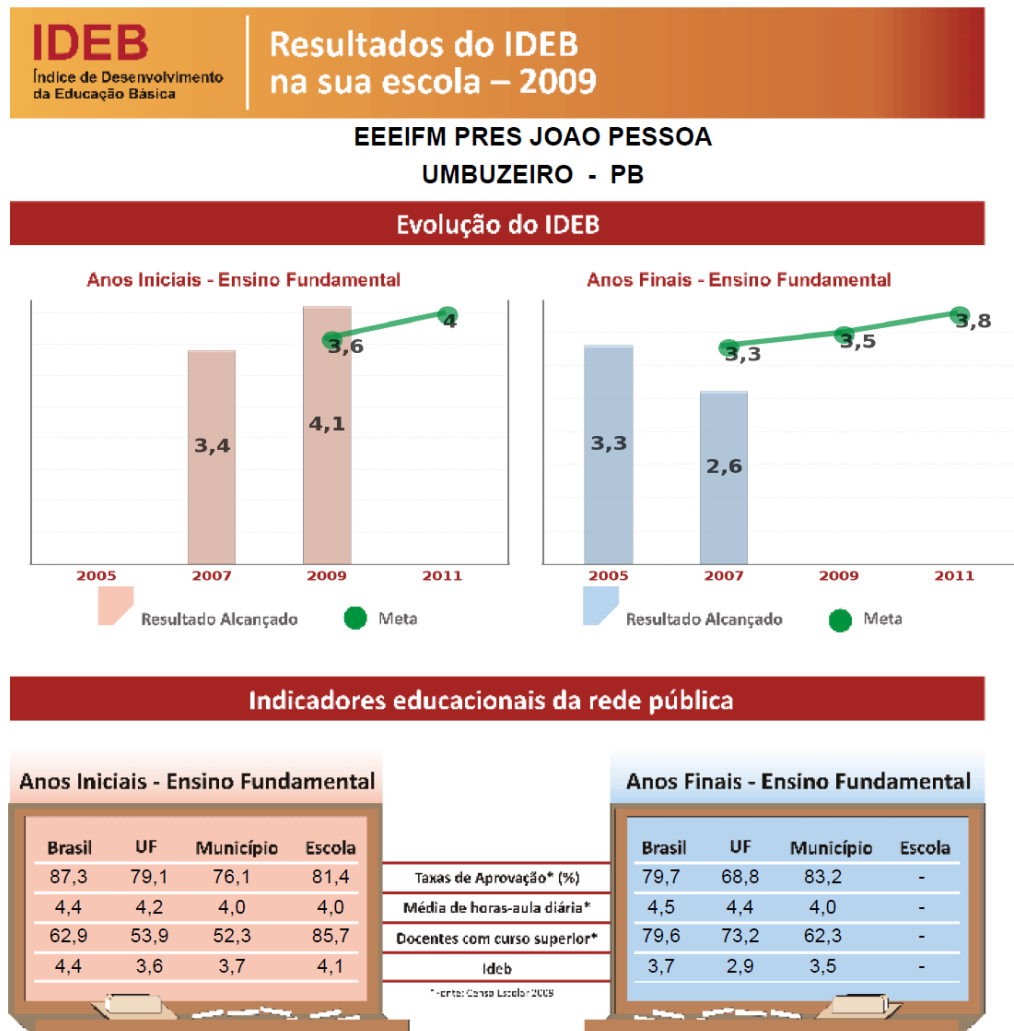 IDEB
Índice de Desenvolvimento
da Educação Básica
Resultados do IDEB
na sua escola – 2009
EEEIFM PRES JOAO PESSOA
UMBUZEIRO - PB
Evolução do IDEB
Anos Iniciais - Ensino Fundamental
3,4
4,1
3,6
4
2005 2007 2009 2011
Resultado Alcançado Meta
Anos Finais - Ensino Fundamental
3,3
2,6
3,3
3,5
3,8
2005 2007 2009 2011
Resultado Alcançado Meta
Indicadores educacionais da rede pública
Anos Iniciais - Ensino Fundamental Anos Finais - Ensino Fundamental
Brasil UF Município Escola Brasil UF Município Escola
87,3 79,1 76,1 81,4 Taxas de Aprovação* (%) 79,7 68,8 83,2 -
4,4 4,2 4,0 4,0 Média de horas-aula diária* 4,5 4,4 4,0 -
62,9 53,9 52,3 85,7 Docentes com curso superior* 79,6 73,2 62,3 -
4,4 3,6 3,7 4,1 Ideb 3,7 2,9 3,5 -
*Fonte: Censo Escolar 2009